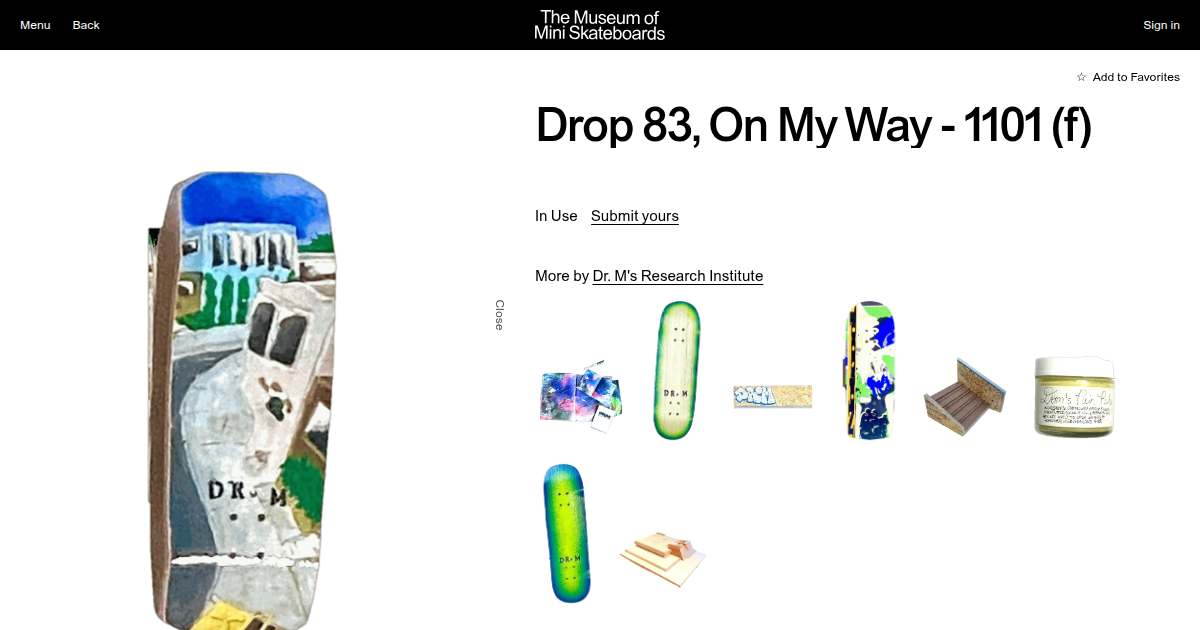 Menu
Back
The Museum of
Mini Skateboards
Sign in
☆ Add to Favorites
Drop 83, On My Way - 1101 (f)
In Use Submit yours
More by Dr. M's Research Institute
Close
DR. M
DR. M
DR. M